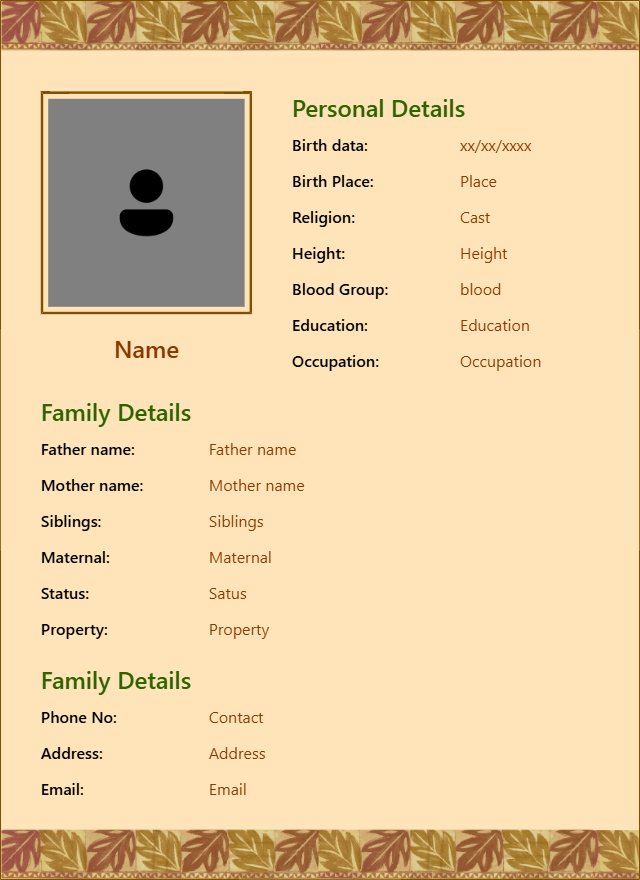 Personal Details
Birth data: xx/xx/xxxx
Birth Place: Place
Religion: Cast
Height: Height
Blood Group: blood
Education: Education
Occupation: Occupation
Name
Family Details
Father name: Father name
Mother name: Mother name
Siblings: Siblings
Maternal: Maternal
Status: Satus
Property: Property
Family Details
Phone No: Contact
Address: Address
Email: Email